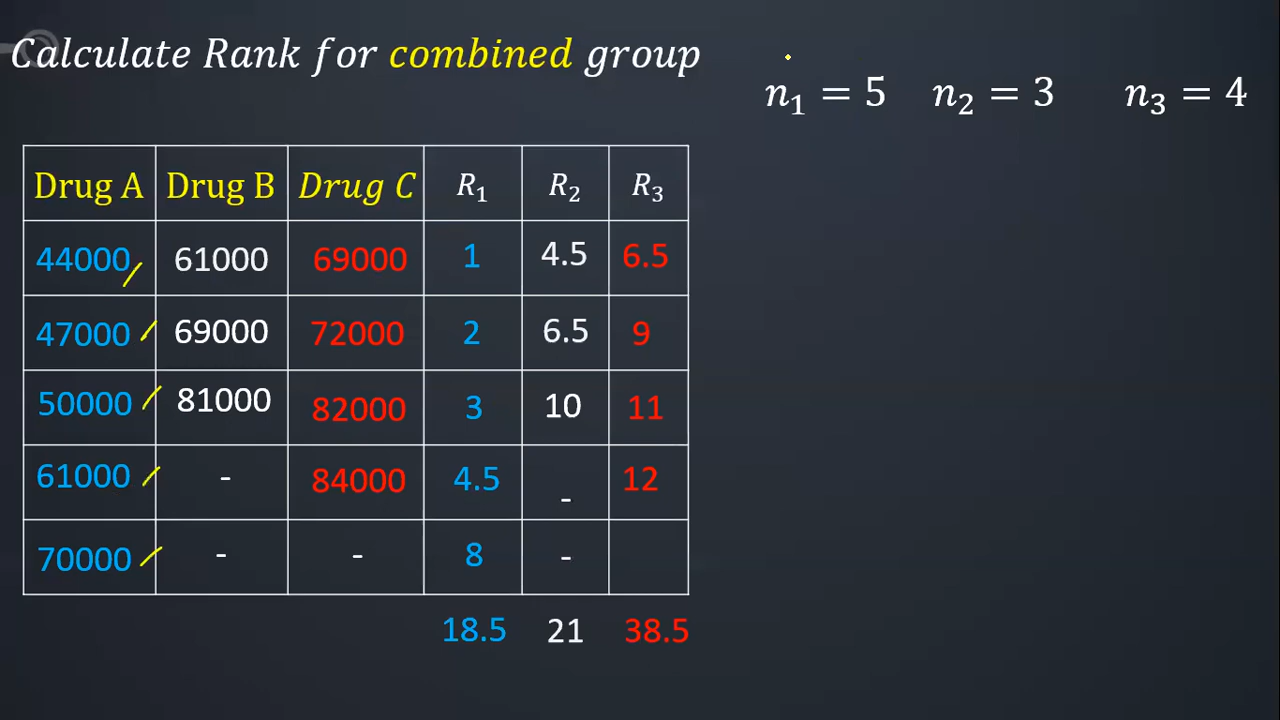 Calculate Rank for combined group
n₁ = 5 n₂ = 3 n₃ = 4
Drug A Drug B Drug C R₁ R₂ R₃
44000 61000 69000 1 4.5 6.5
47000 69000 72000 2 6.5 9
50000 81000 82000 3 10 11
61000 - 84000 4.5 - 12
70000 - - 8 -
18.5 21 38.5